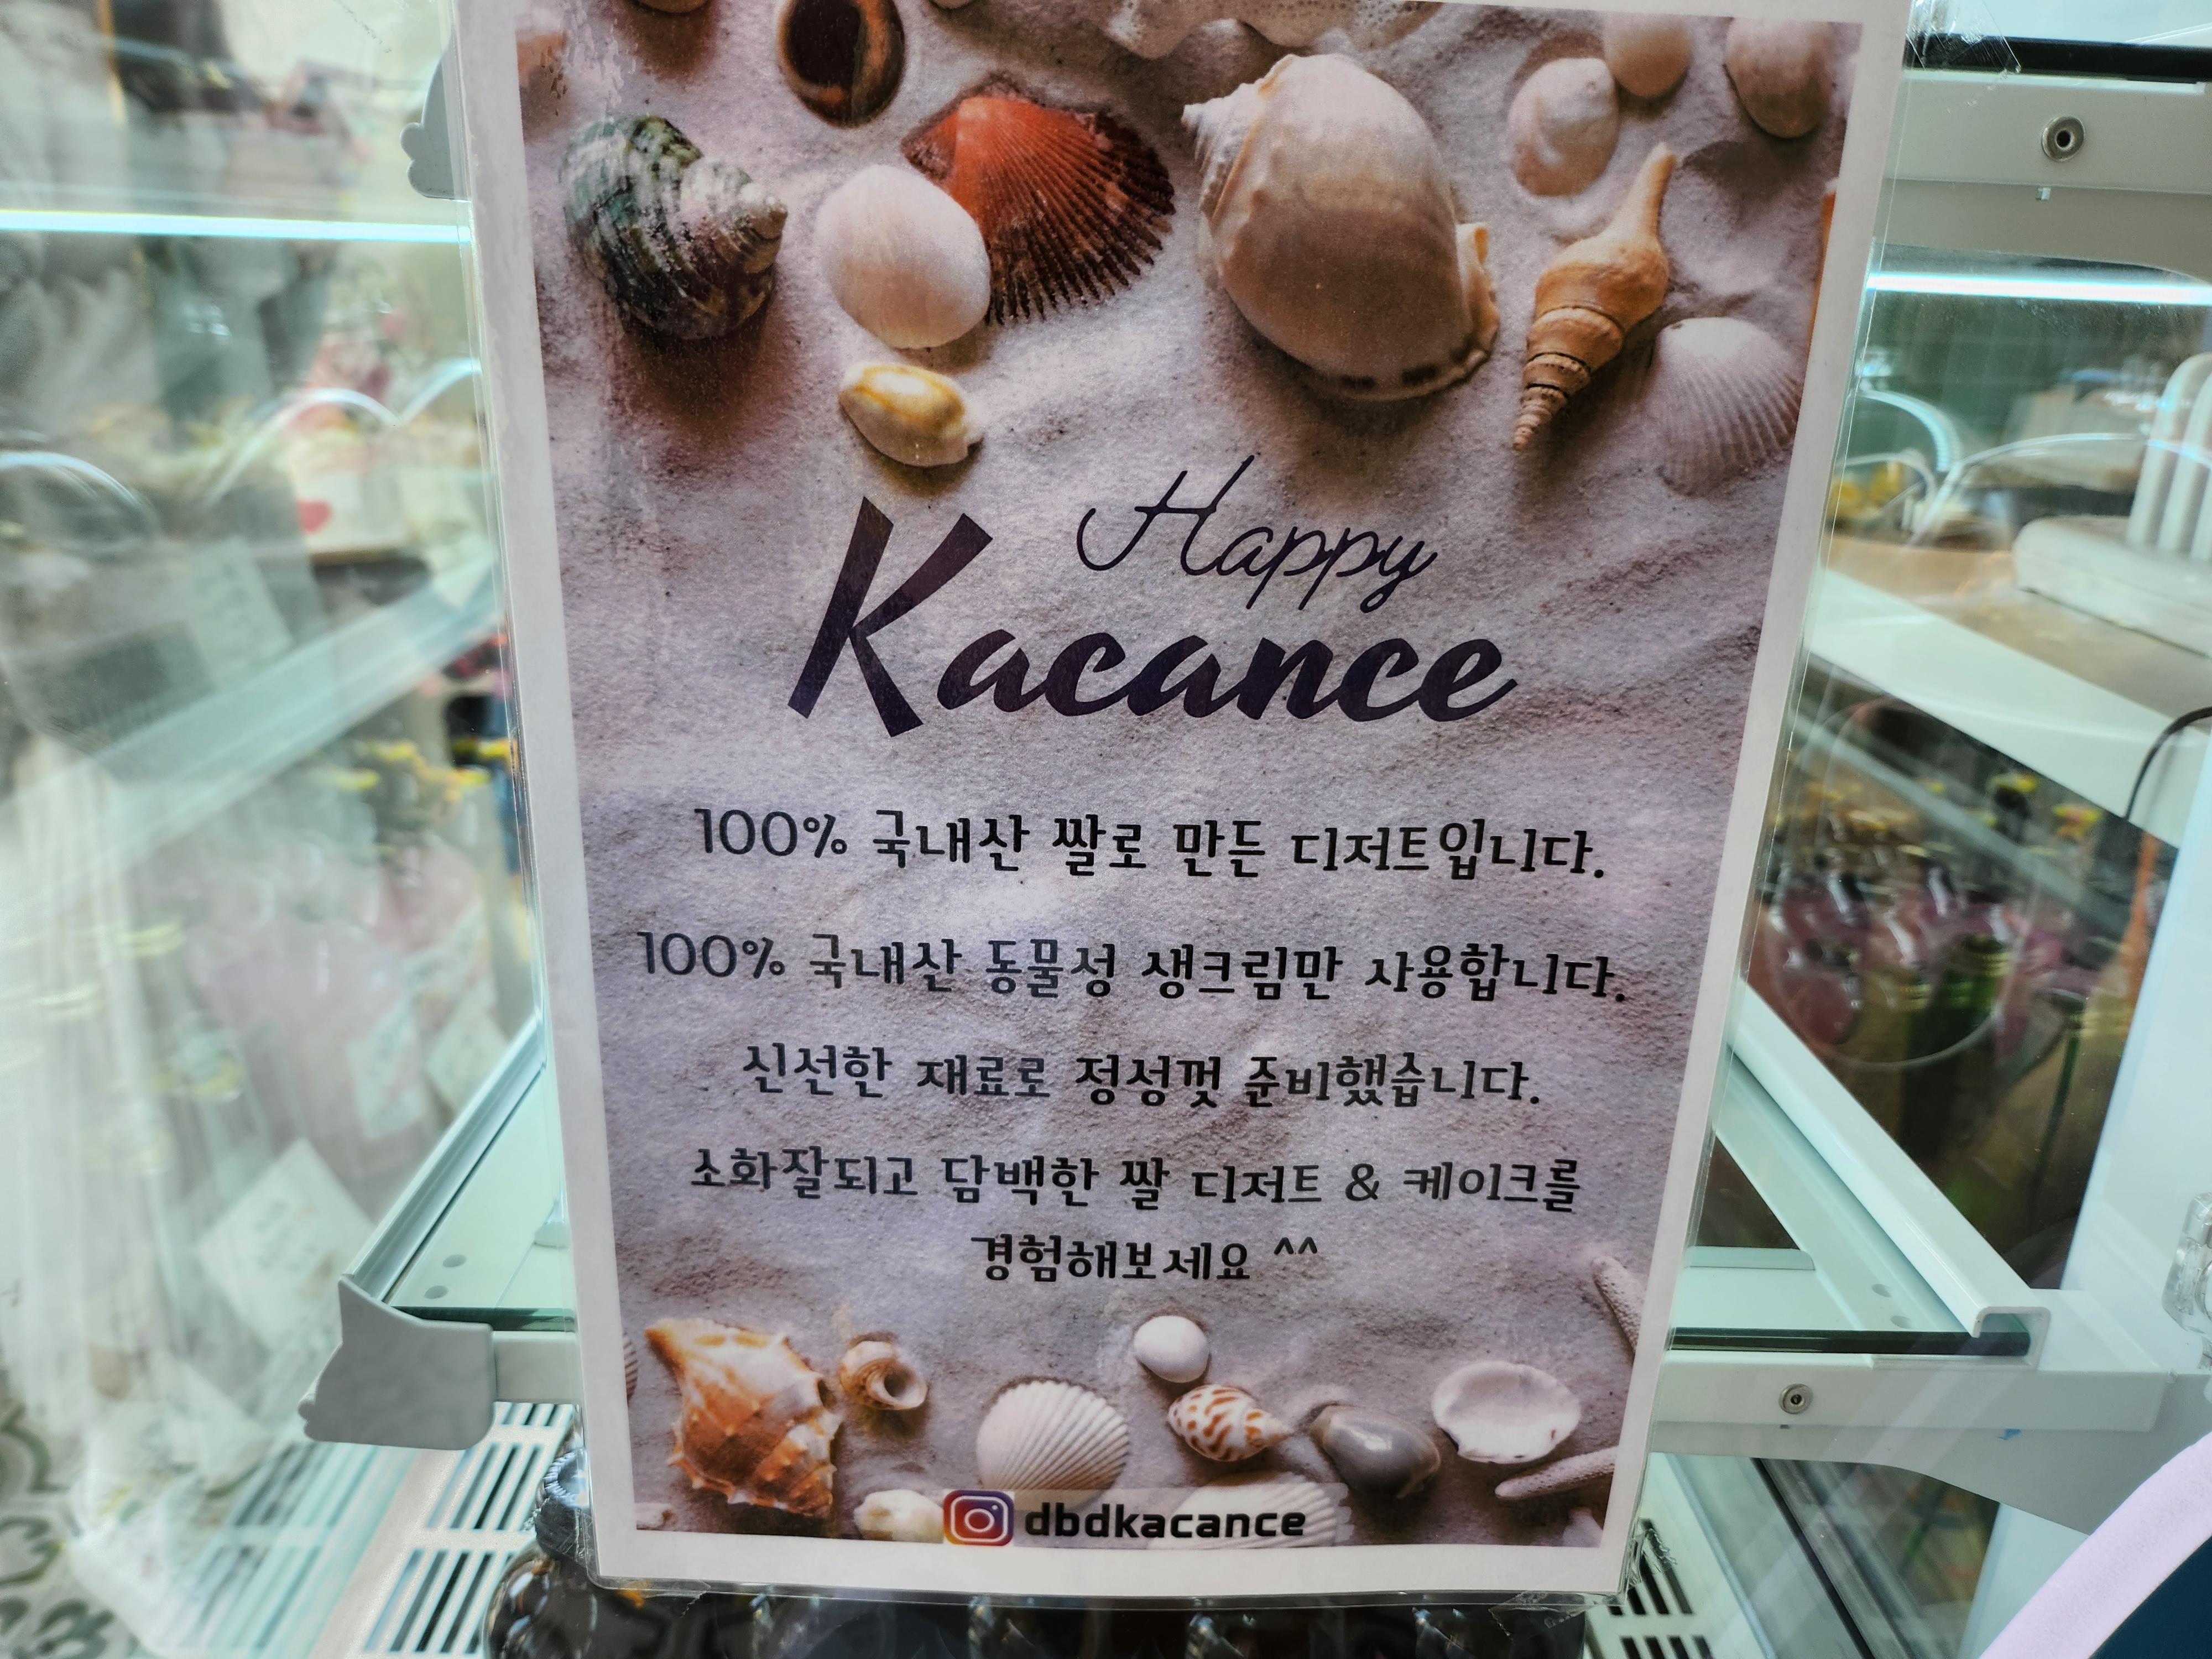 Happy
Kacance
100% 국내산 쌀로 만든 디저트입니다.
100% 국내산 동물성 생크림만 사용합니다.
신선한 재료로 정성껏 준비했습니다.
소화잘되고 담백한 쌀 디저트 & 케이크를
경험해보세요 ^^
dbdkacance